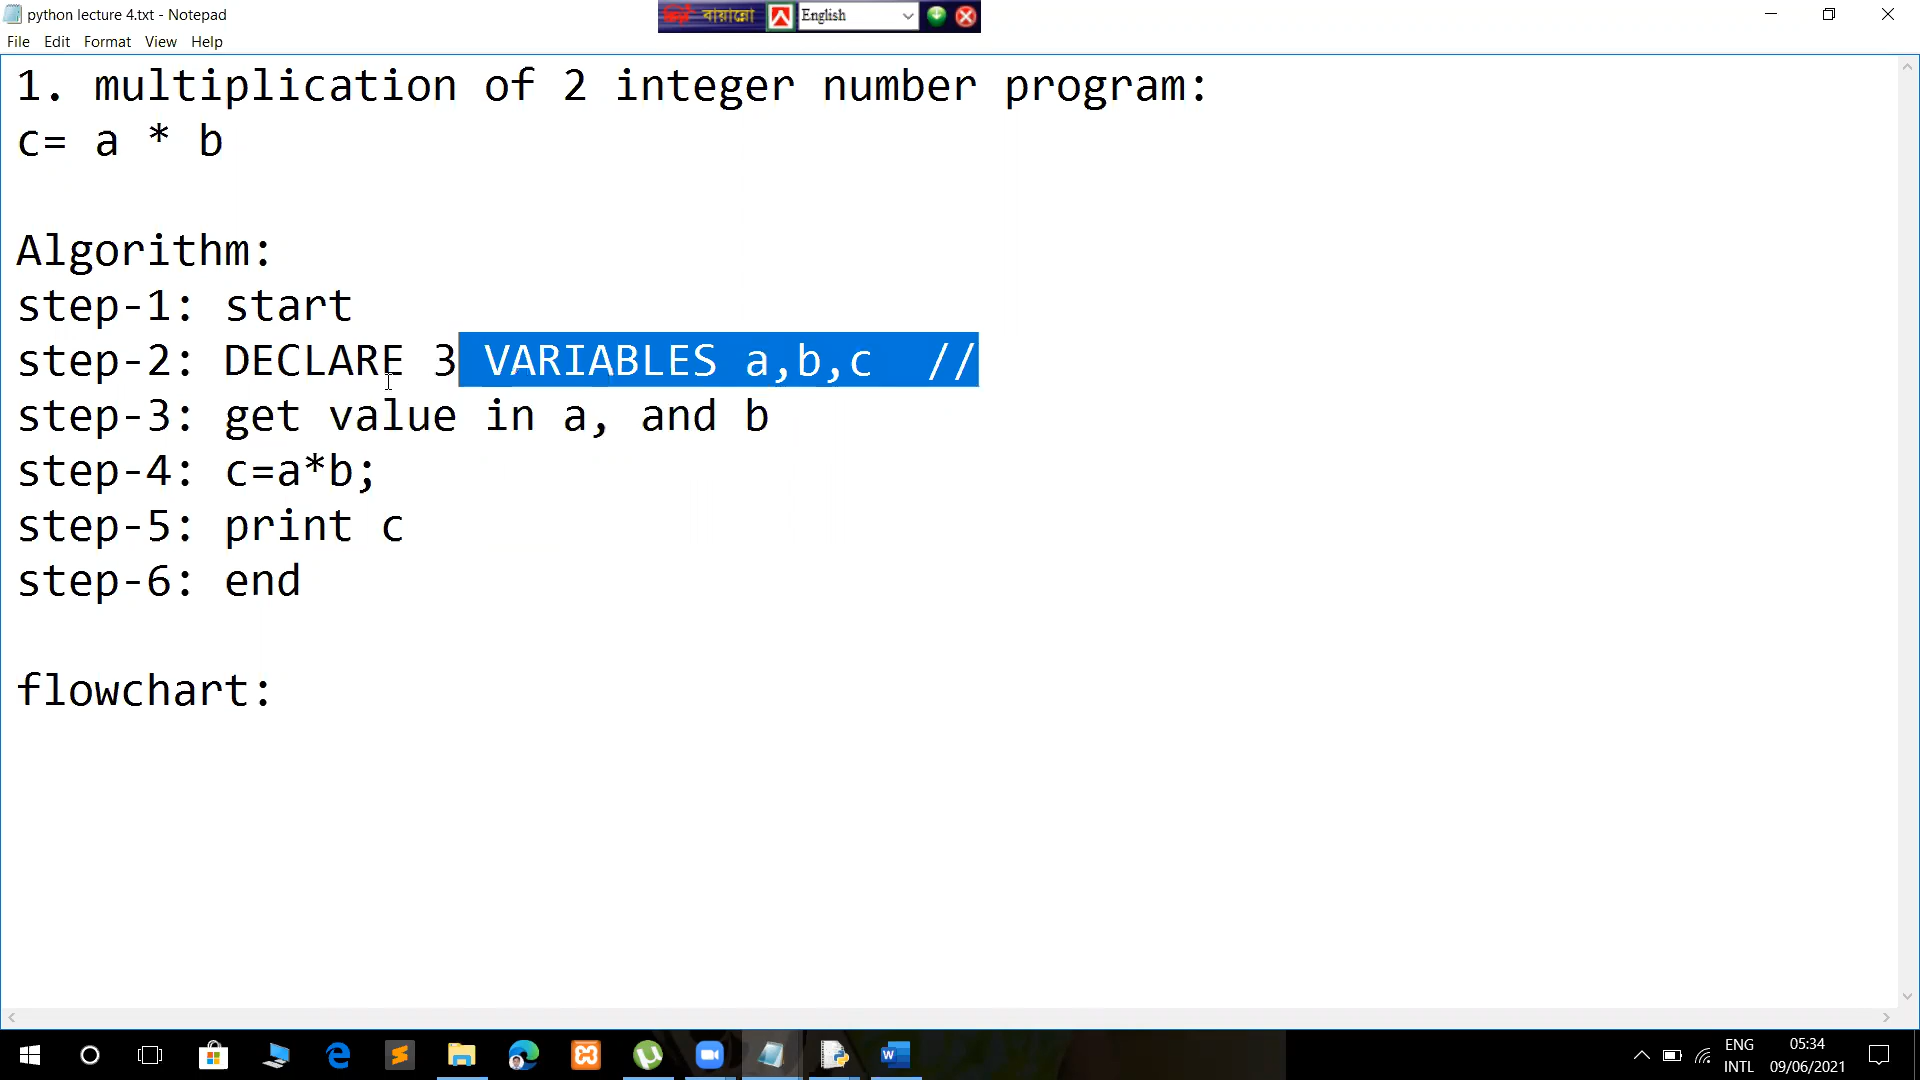 python lecture 4.txt - Notepad
বায়ান্নো
English
File Edit Format View Help
1. multiplication of 2 integer number program:
c= a * b
Algorithm:
step-1: start
step-2: DECLARE 3 VARIABLES a,b,c  //
step-3: get value in a, and b
step-4: c=a*b;
step-5: print c
step-6: end
flowchart:
ENG
INTL
05:34
09/06/2021